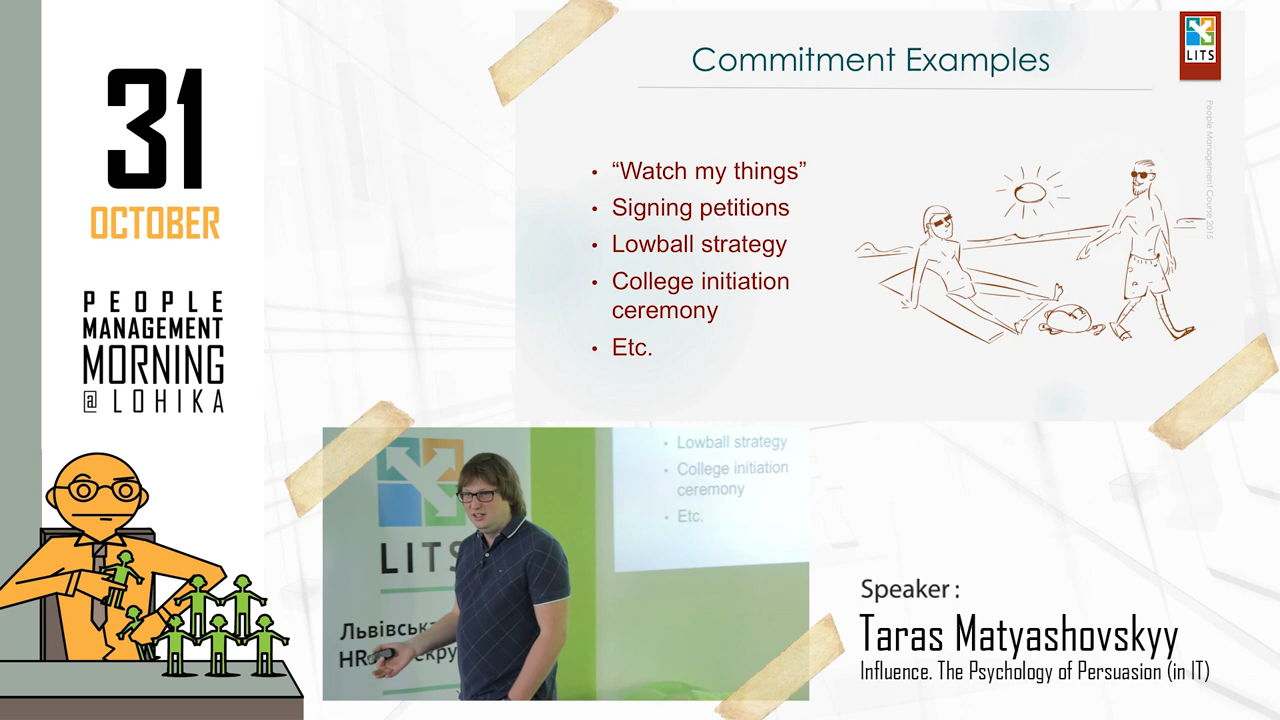 31
OCTOBER
PEOPLE
MANAGEMENT
MORNING
@ LOHIKA
Commitment Examples
LITS
People Management Course 2015
• “Watch my things”
• Signing petitions
• Lowball strategy
• College initiation
ceremony
• Etc.
• Lowball strategy
• College initiation
ceremony
• Etc.
LITS
Львівська
HR
Speaker :
Taras Matyashovskyy
Influence. The Psychology of Persuasion (in IT)